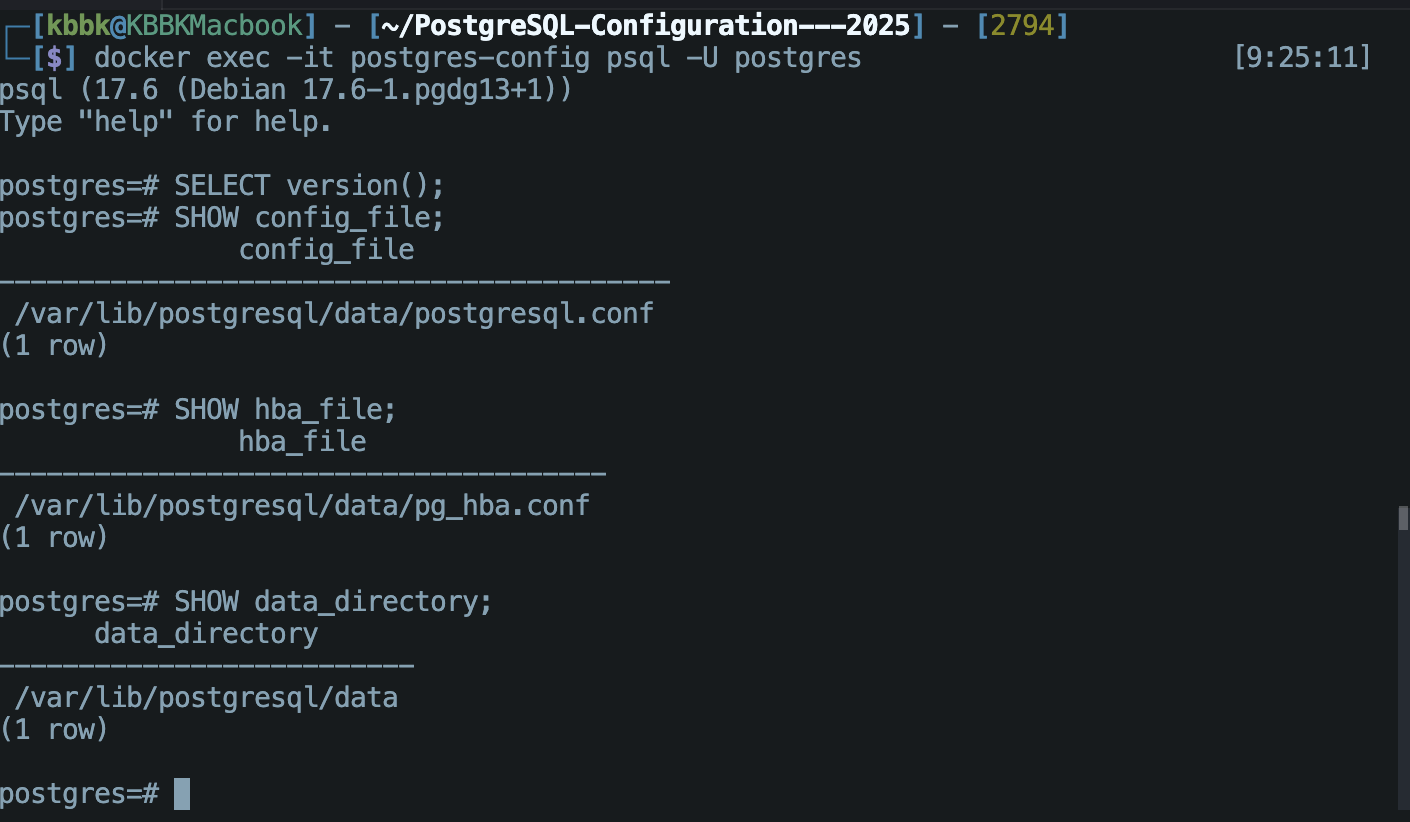 ┌─[kbbk@KBBKMacbook] - [~/PostgreSQL-Configuration---2025] - [2794]
└─[$] docker exec -it postgres-config psql -U postgres [9:25:11]
psql (17.6 (Debian 17.6-1.pgdg13+1))
Type "help" for help.
postgres=# SELECT version();
postgres=# SHOW config_file;
config_file
------------------------------------------
/var/lib/postgresql/data/postgresql.conf
(1 row)
postgres=# SHOW hba_file;
hba_file
--------------------------------------
/var/lib/postgresql/data/pg_hba.conf
(1 row)
postgres=# SHOW data_directory;
data_directory
--------------------------
/var/lib/postgresql/data
(1 row)
postgres=#